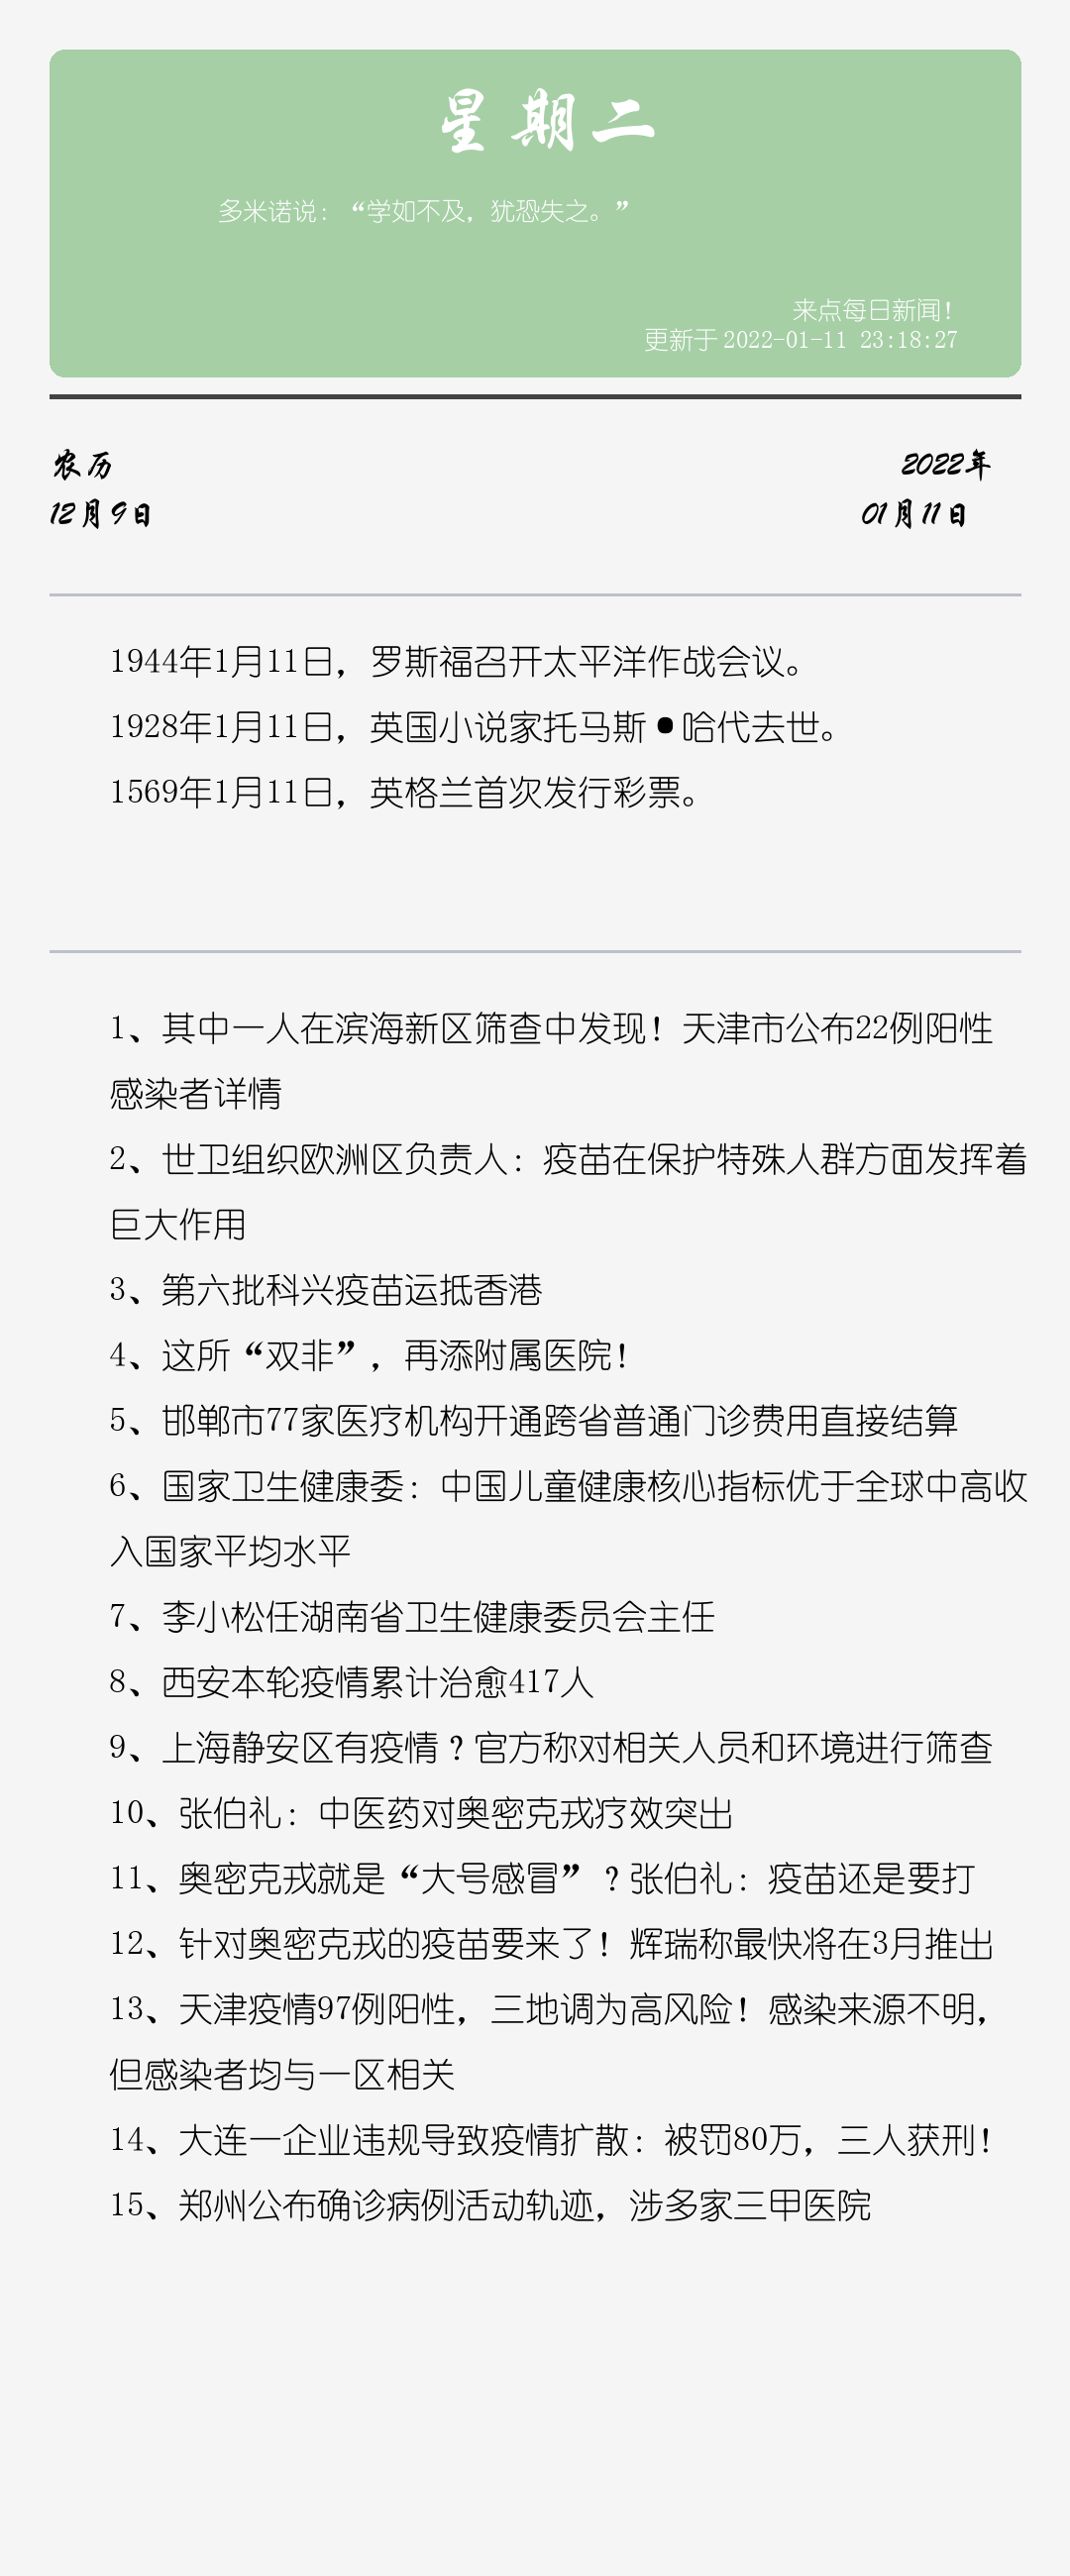 星期二
多米诺说：“学如不及，犹恐失之。”
来点每日新闻！
更新于2022-01-11 23:18:27
农历
2022年
12月9日
01月11日
1944年1月11日，罗斯福召开太平洋作战会议。
1928年1月11日，英国小说家托马斯•哈代去世。
1569年1月11日，英格兰首次发行彩票。
1、其中一人在滨海新区筛查中发现！天津市公布22例阳性
感染者详情
2、世卫组织欧洲区负责人：疫苗在保护特殊人群方面发挥着
巨大作用
3、第六批科兴疫苗运抵香港
4、这所“双非”，再添附属医院！
5、邯郸市77家医疗机构开通跨省普通门诊费用直接结算
6、国家卫生健康委：中国儿童健康核心指标优于全球中高收
入国家平均水平
7、李小松任湖南省卫生健康委员会主任
8、西安本轮疫情累计治愈417人
9、上海静安区有疫情？官方称对相关人员和环境进行筛查
10、张伯礼：中医药对奥密克戎疗效突出
11、奥密克戎就是“大号感冒”？张伯礼：疫苗还是要打
12、针对奥密克戎的疫苗要来了！辉瑞称最快将在3月推出
13、天津疫情97例阳性，三地调为高风险！感染来源不明，
但感染者均与一区相关
14、大连一企业违规导致疫情扩散：被罚80万，三人获刑！
15、郑州公布确诊病例活动轨迹，涉多家三甲医院